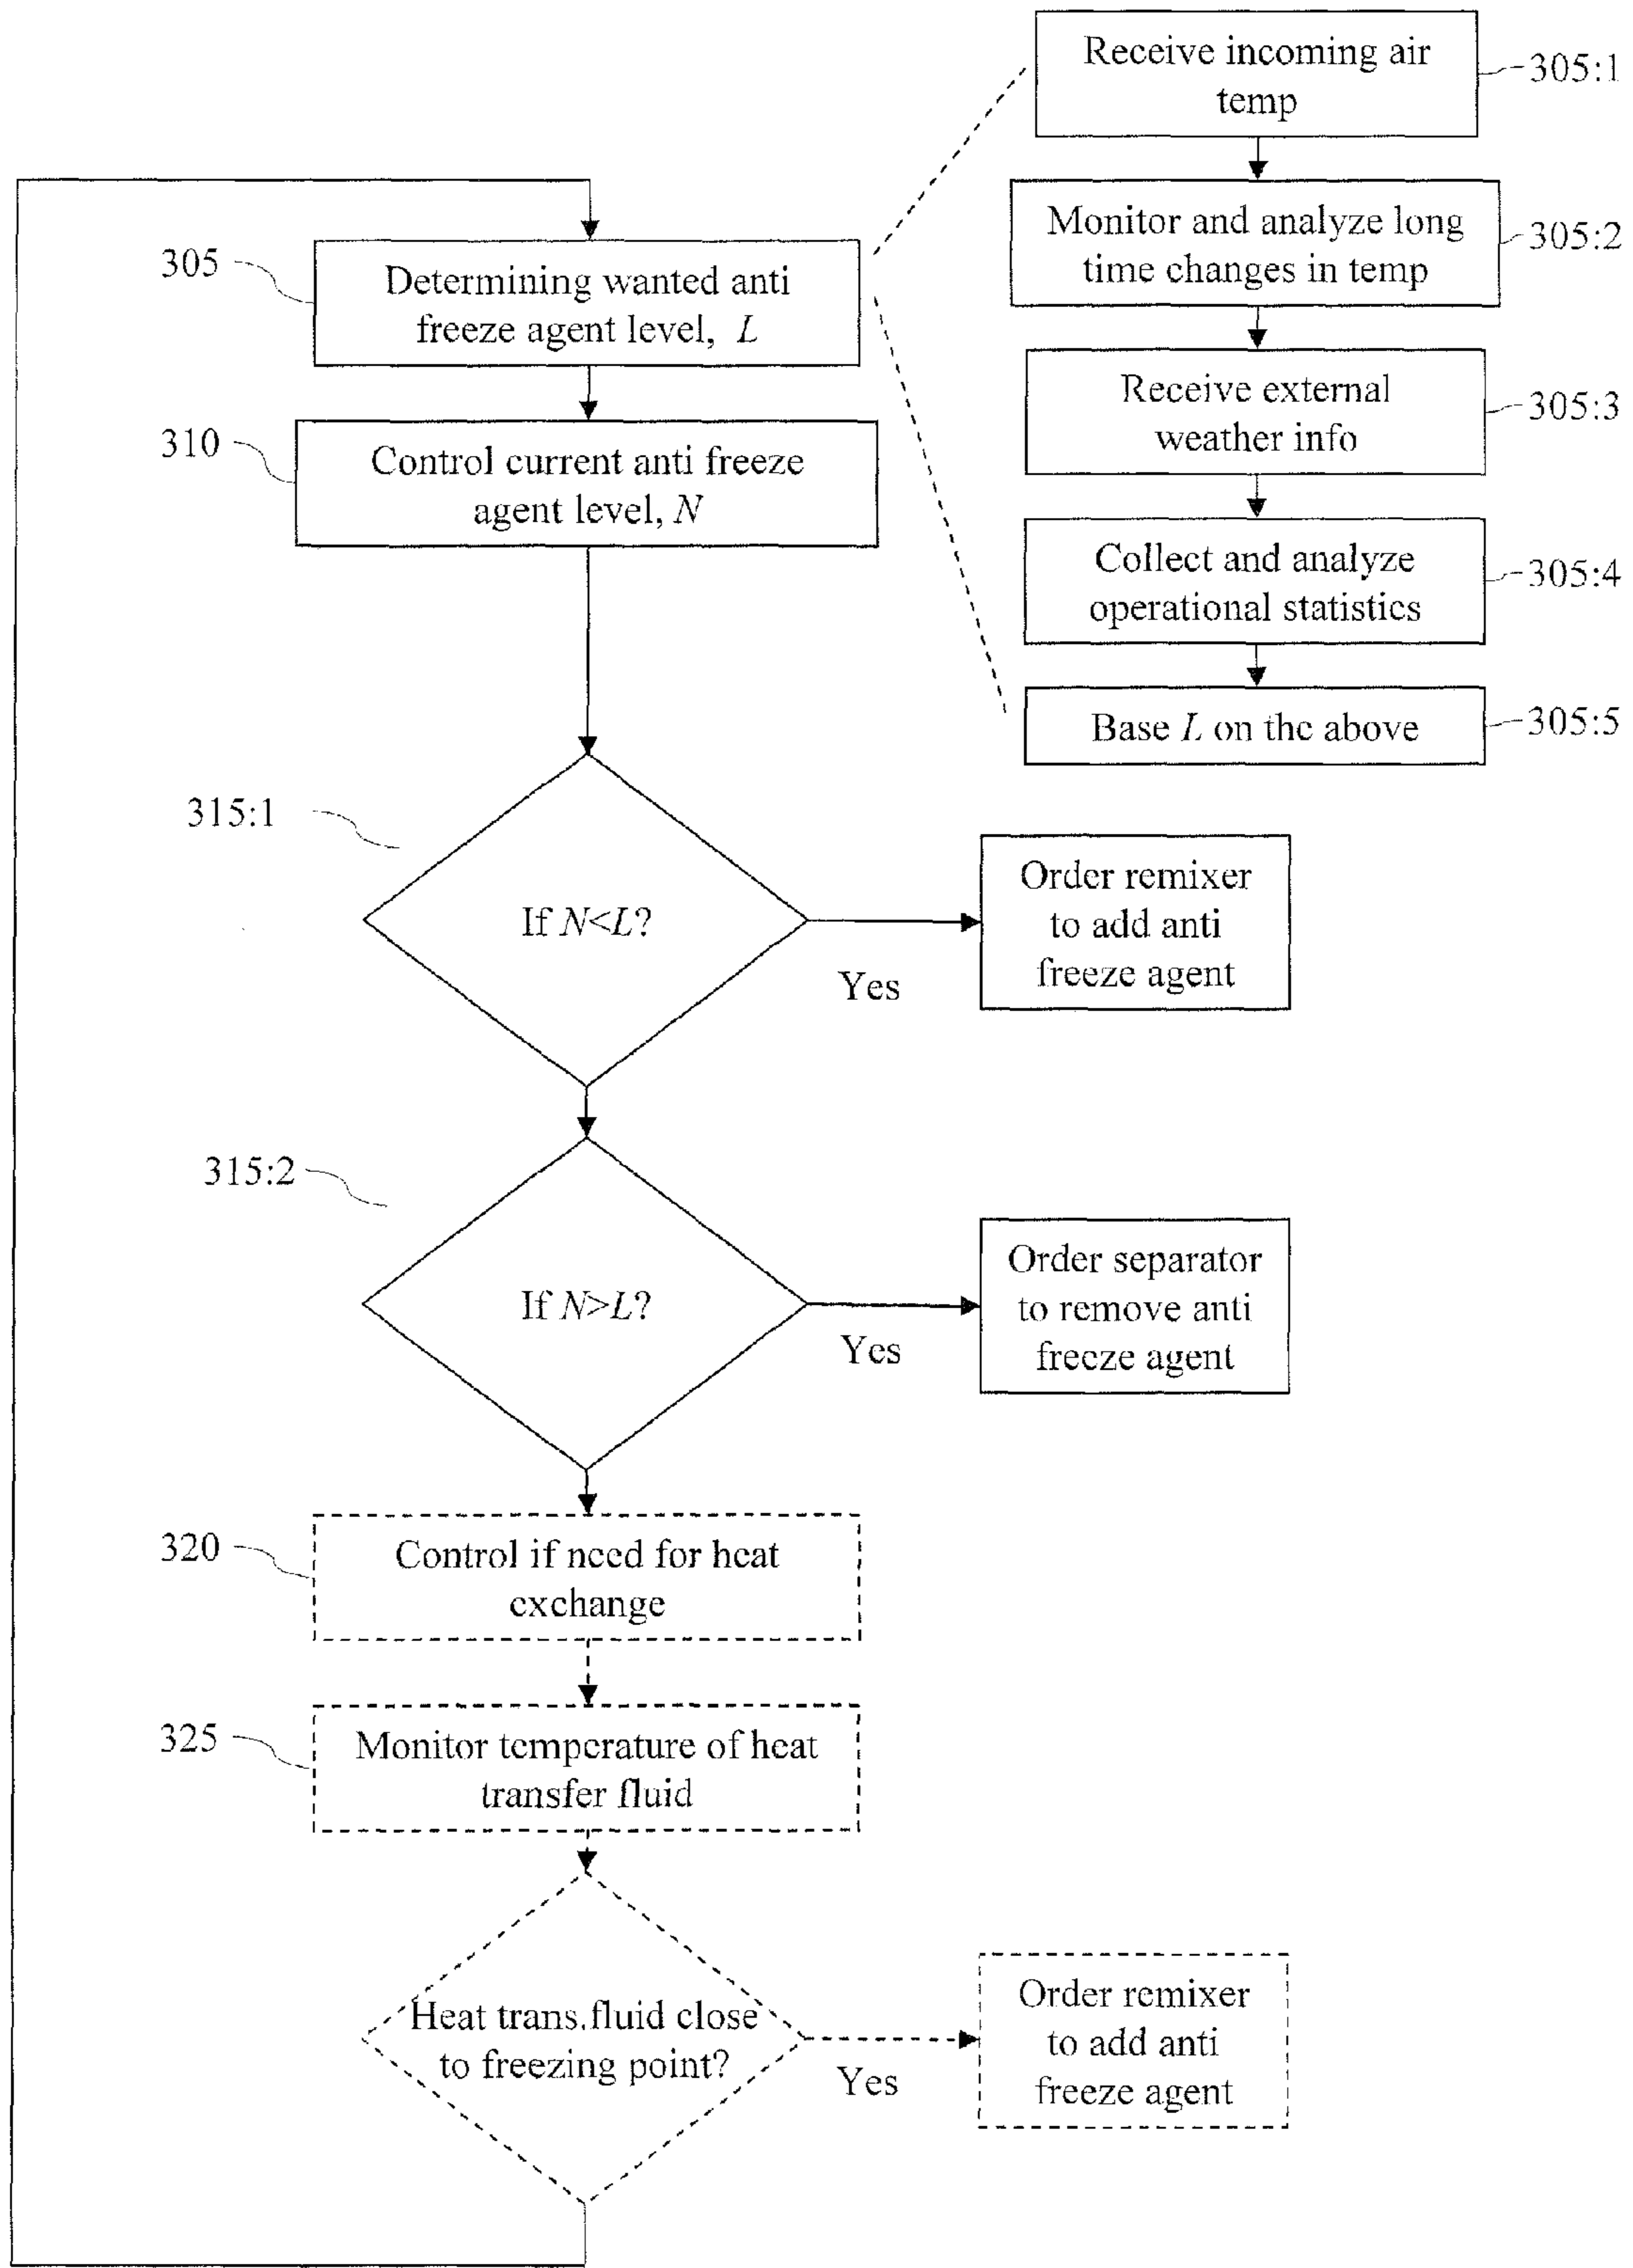 Receive incoming air
temp
305:1
Monitor and analyze long
time changes in temp
305:2
305
Determining wanted anti
freeze agent level, L
Receive external
weather info
305:3
310
Control current anti freeze
agent level, N
Collect and analyze
operational statistics
305:4
Base L on the above
305:5
315:1
If N<L?
Yes
Order remixer
to add anti
freeze agent
315:2
If N>L?
Yes
Order separator
to remove anti
freeze agent
320
Control if need for heat
exchange
325
Monitor temperature of heat
transfer fluid
Heat trans.fluid close
to freezing point?
Yes
Order remixer
to add anti
freeze agent